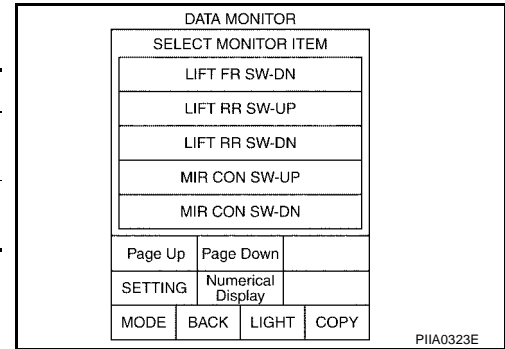 DATA MONITOR
SELECT MONITOR ITEM
LIFT FR SW-DN
LIFT RR SW-UP
LIFT RR SW-DN
MIR CON SW-UP
MIR CON SW-DN
Page Up Page Down
SETTING Numerical Display
MODE BACK LIGHT COPY
PIIA0323E